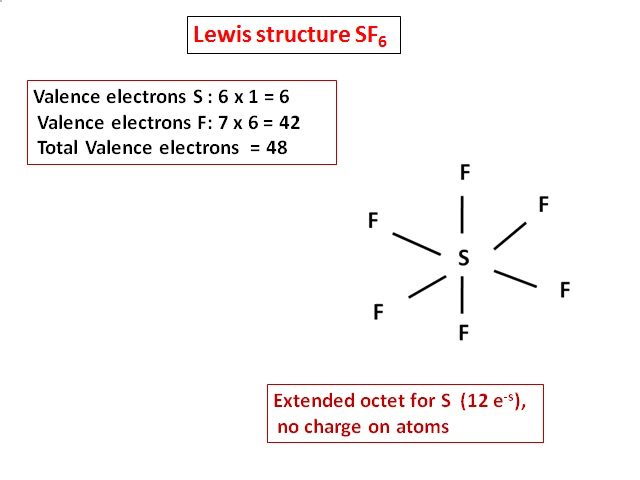 Lewis structure SF₆
Valence electrons S : 6 x 1 = 6
Valence electrons F: 7 x 6 = 42
Total Valence electrons = 48
F
F
F
S
F
F
F
Extended octet for S (12 e⁻ˢ),
no charge on atoms